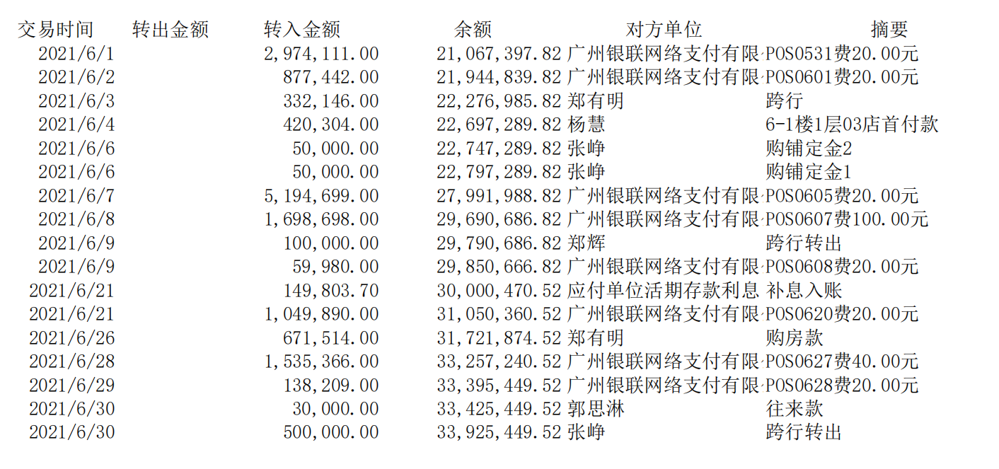 交易时间 转出金额 转入金额 余额 对方单位 摘要
2021/6/1 2,974,111.00 21,067,397.82 广州银联网络支付有限 POS0531费20.00元
2021/6/2 877,442.00 21,944,839.82 广州银联网络支付有限 POS0601费20.00元
2021/6/3 332,146.00 22,276,985.82 郑有明 跨行
2021/6/4 420,304.00 22,697,289.82 杨慧 6-1楼1层03店首付款
2021/6/6 50,000.00 22,747,289.82 张峥 购铺定金2
2021/6/6 50,000.00 22,797,289.82 张峥 购铺定金1
2021/6/7 5,194,699.00 27,991,988.82 广州银联网络支付有限 POS0605费20.00元
2021/6/8 1,698,698.00 29,690,686.82 广州银联网络支付有限 POS0607费100.00元
2021/6/9 100,000.00 29,790,686.82 郑辉 跨行转出
2021/6/9 59,980.00 29,850,666.82 广州银联网络支付有限 POS0608费20.00元
2021/6/21 149,803.70 30,000,470.52 应付单位活期存款利息 补息入账
2021/6/21 1,049,890.00 31,050,360.52 广州银联网络支付有限 POS0620费20.00元
2021/6/26 671,514.00 31,721,874.52 郑有明 购房款
2021/6/28 1,535,366.00 33,257,240.52 广州银联网络支付有限 POS0627费40.00元
2021/6/29 138,209.00 33,395,449.52 广州银联网络支付有限 POS0628费20.00元
2021/6/30 30,000.00 33,425,449.52 郭思淋 往来款
2021/6/30 500,000.00 33,925,449.52 张峥 跨行转出